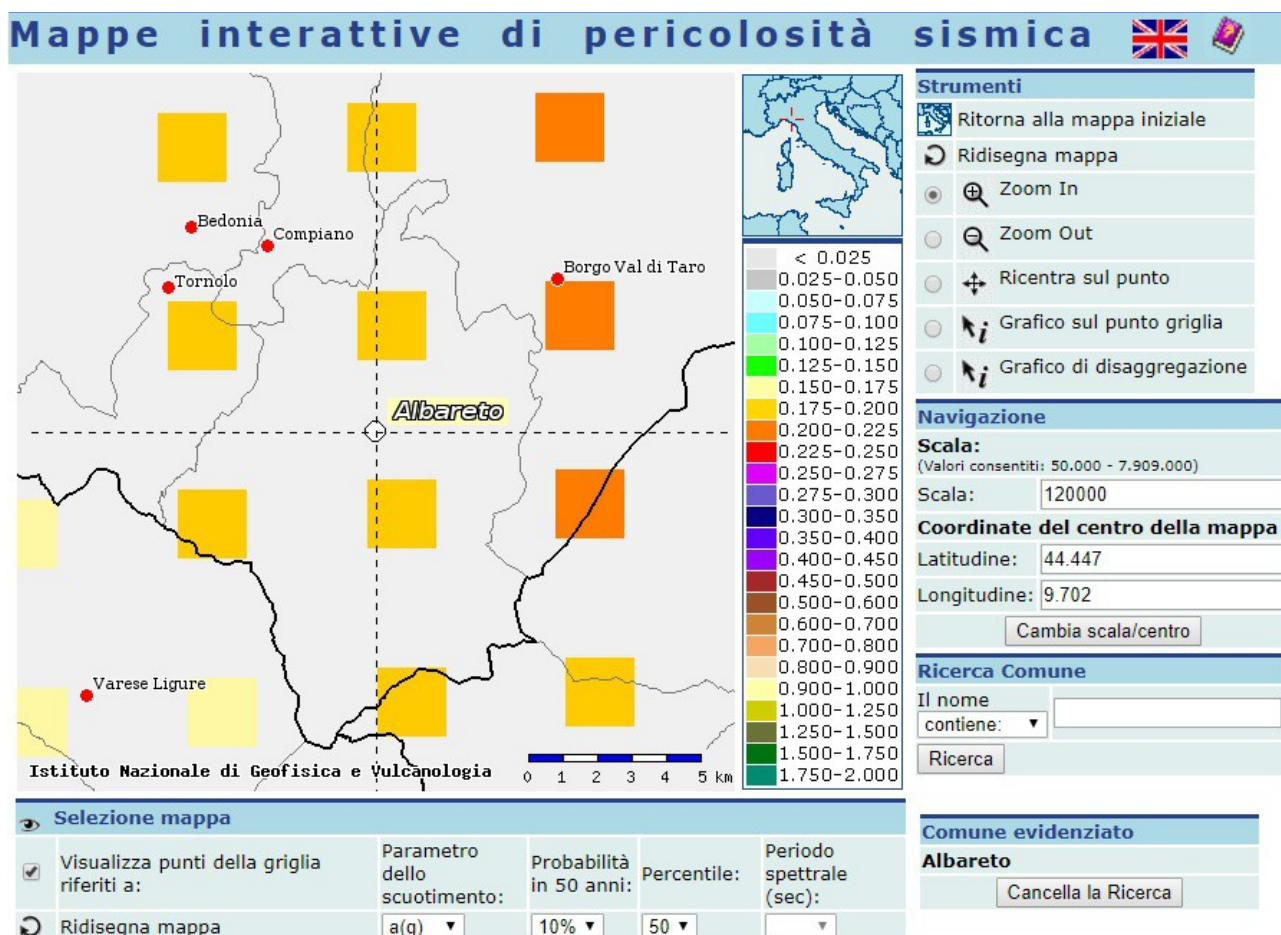 Mappe interattive di pericolosità sismica
Bedonia
Compiano
Tornolo
Borgo Val di Taro
Albareto
Varese Ligure
Istituto Nazionale di Geofisica e Vulcanologia
0 1 2 3 4 5 km
< 0.025
0.025-0.050
0.050-0.075
0.075-0.100
0.100-0.125
0.125-0.150
0.150-0.175
0.175-0.200
0.200-0.225
0.225-0.250
0.250-0.275
0.275-0.300
0.300-0.350
0.350-0.400
0.400-0.450
0.450-0.500
0.500-0.600
0.600-0.700
0.700-0.800
0.800-0.900
0.900-1.000
1.000-1.250
1.250-1.500
1.500-1.750
1.750-2.000
Strumenti
Ritorna alla mappa iniziale
Ridisegna mappa
Zoom In
Zoom Out
Ricentra sul punto
Grafico sul punto griglia
Grafico di disaggregazione
Navigazione
Scala:
(Valori consentiti: 50.000 - 7.909.000)
Scala: 120000
Coordinate del centro della mappa
Latitudine: 44.447
Longitudine: 9.702
Cambia scala/centro
Ricerca Comune
Il nome
contiene:
Ricerca
Selezione mappa
Visualizza punti della griglia
riferiti a:
Parametro
dello
scuotimento:
Probabilità
in 50 anni:
Percentile:
Periodo
spettrale
(sec):
Ridisegna mappa
a(g)
10%
50
Comune evidenziato
Albareto
Cancella la Ricerca